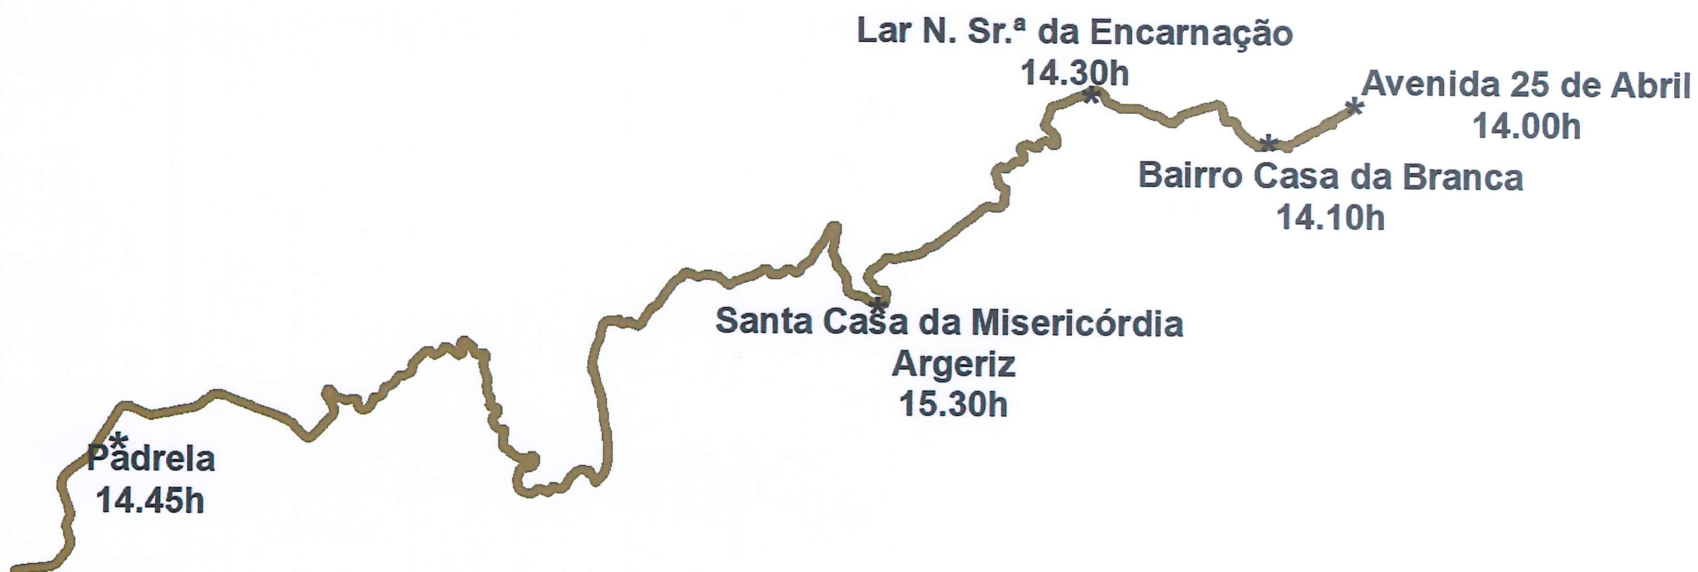 Lar N. Sr.ª da Encarnação
14.30h
Avenida 25 de Abril
14.00h
Bairro Casa da Branca
14.10h
Santa Casa da Misericórdia
Argeriz
15.30h
Padrela
14.45h